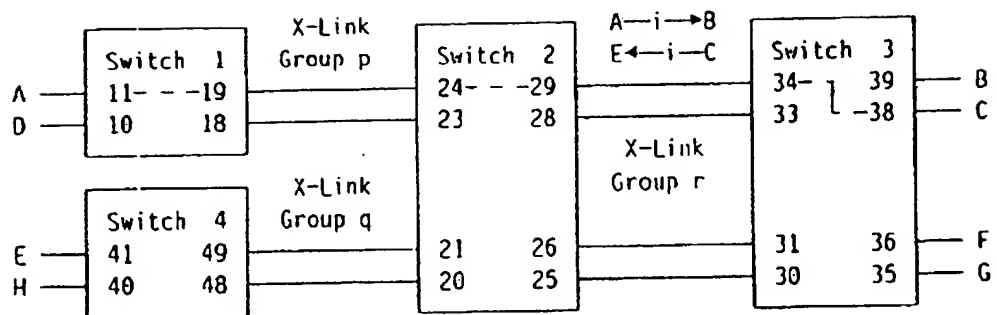 X-Link
Group p
A—i→B
E←i—C
Switch 1
Switch 2
Switch 3
A 11- - -19 24- - -29 34- 39 B
D 10 18 23 28 33 -38 C
X-Link
Group q
X-Link
Group r
Switch 4
E 41 49 21 26 31 36 F
H 40 48 20 25 30 35 G